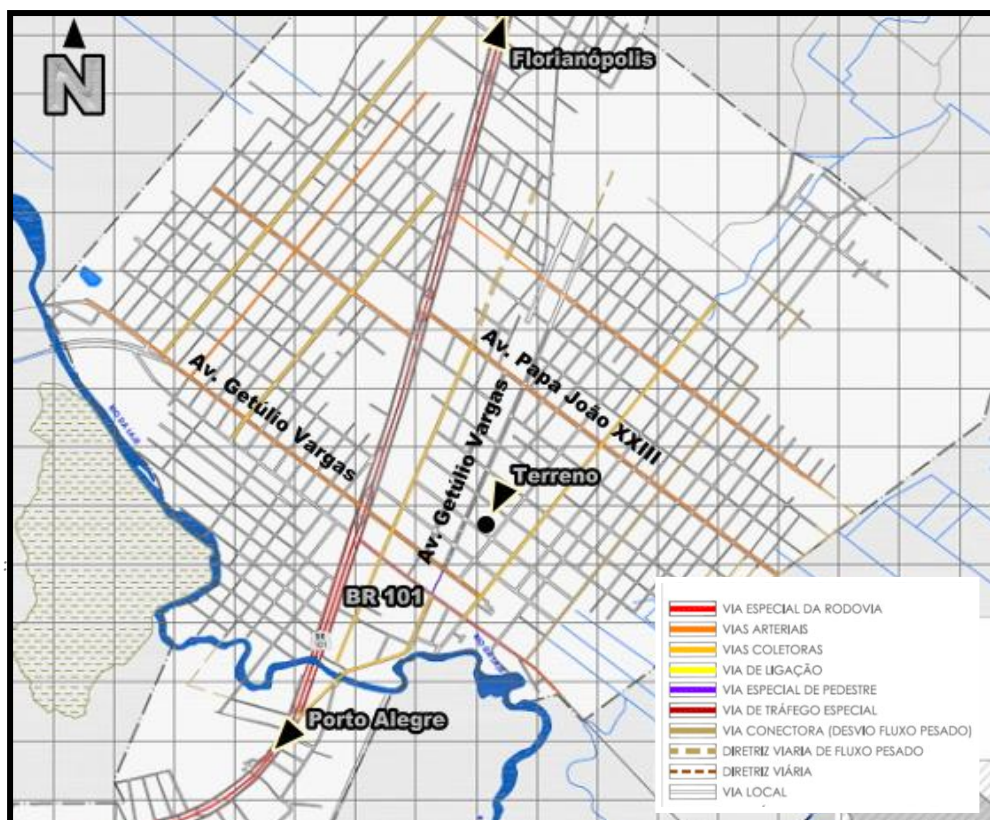 N
Florianópolis
Av. Papa João XXIII
Av. Getúlio Vargas
Av. Getúlio Vargas
Terreno
BR 101
BR
101
Porto Alegre
VIA ESPECIAL DA RODOVIA
VIAS ARTERIAIS
VIAS COLETORAS
VIA DE LIGAÇÃO
VIA ESPECIAL DE PEDESTRE
VIA DE TRÁFEGO ESPECIAL
VIA CONECTORA (DESVIO FLUXO PESADO)
DIRETRIZ VIARIA DE FLUXO PESADO
DIRETRIZ VIÁRIA
VIA LOCAL